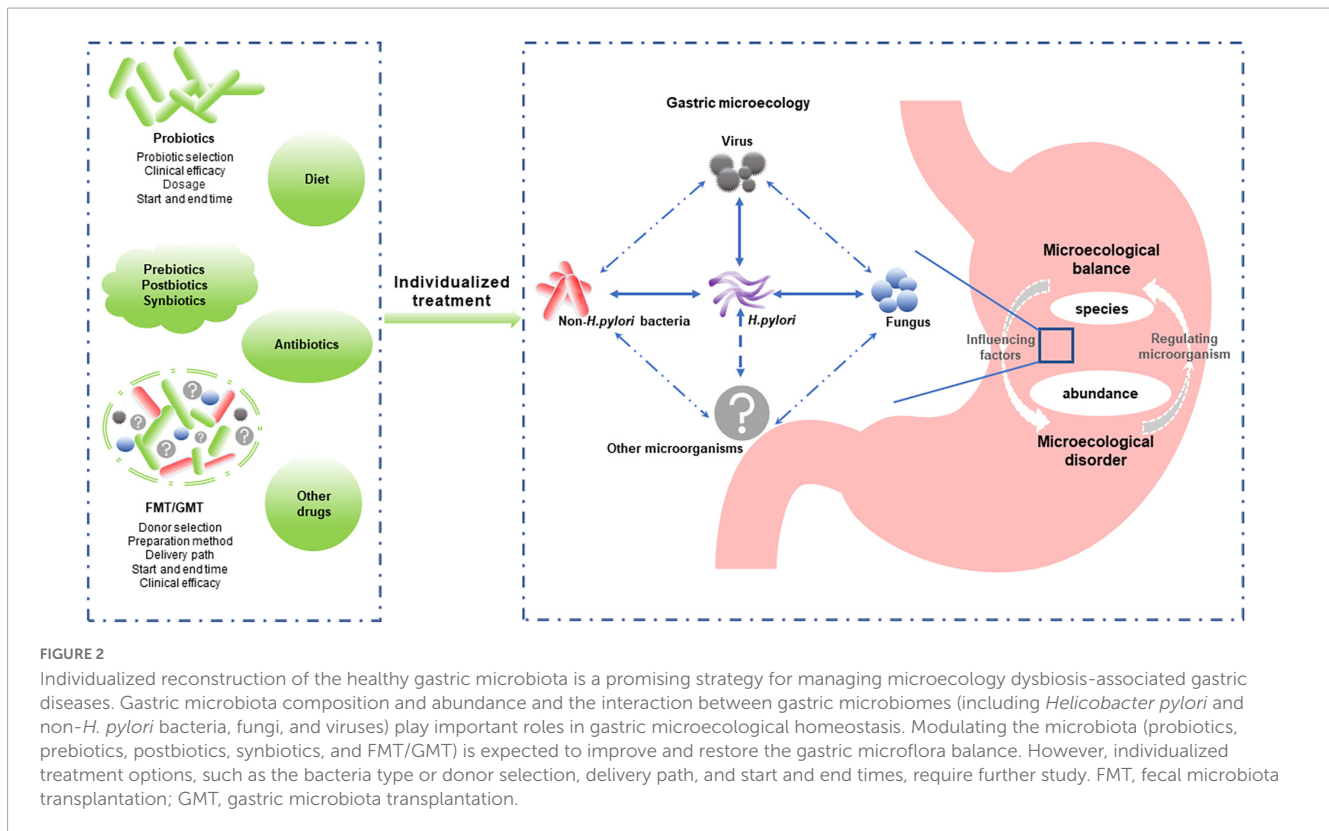 Probiotics
Probiotic selection
Clinical efficacy
Dosage
Start and end time
Diet
Prebiotics
Postbiotics
Synbiotics
Antibiotics
?
?
?
?
?
FMT/GMT
Donor selection
Preparation method
Delivery path
Start and end time
Clinical efficacy
Other
drugs
Individualized
treatment
Gastric microecology
Virus
Non-H.pylori bacteria
H.pylori
Fungus
?
Other microorganisms
Microecological
balance
species
Influencing
factors
Regulating
microorganism
abundance
Microecological
disorder
FIGURE 2
Individualized reconstruction of the healthy gastric microbiota is a promising strategy for managing microecology dysbiosis-associated gastric
diseases. Gastric microbiota composition and abundance and the interaction between gastric microbiomes (including Helicobacter pylori and
non-H. pylori bacteria, fungi, and viruses) play important roles in gastric microecological homeostasis. Modulating the microbiota (probiotics,
prebiotics, postbiotics, synbiotics, and FMT/GMT) is expected to improve and restore the gastric microflora balance. However, individualized
treatment options, such as the bacteria type or donor selection, delivery path, and start and end times, require further study. FMT, fecal microbiota
transplantation; GMT, gastric microbiota transplantation.